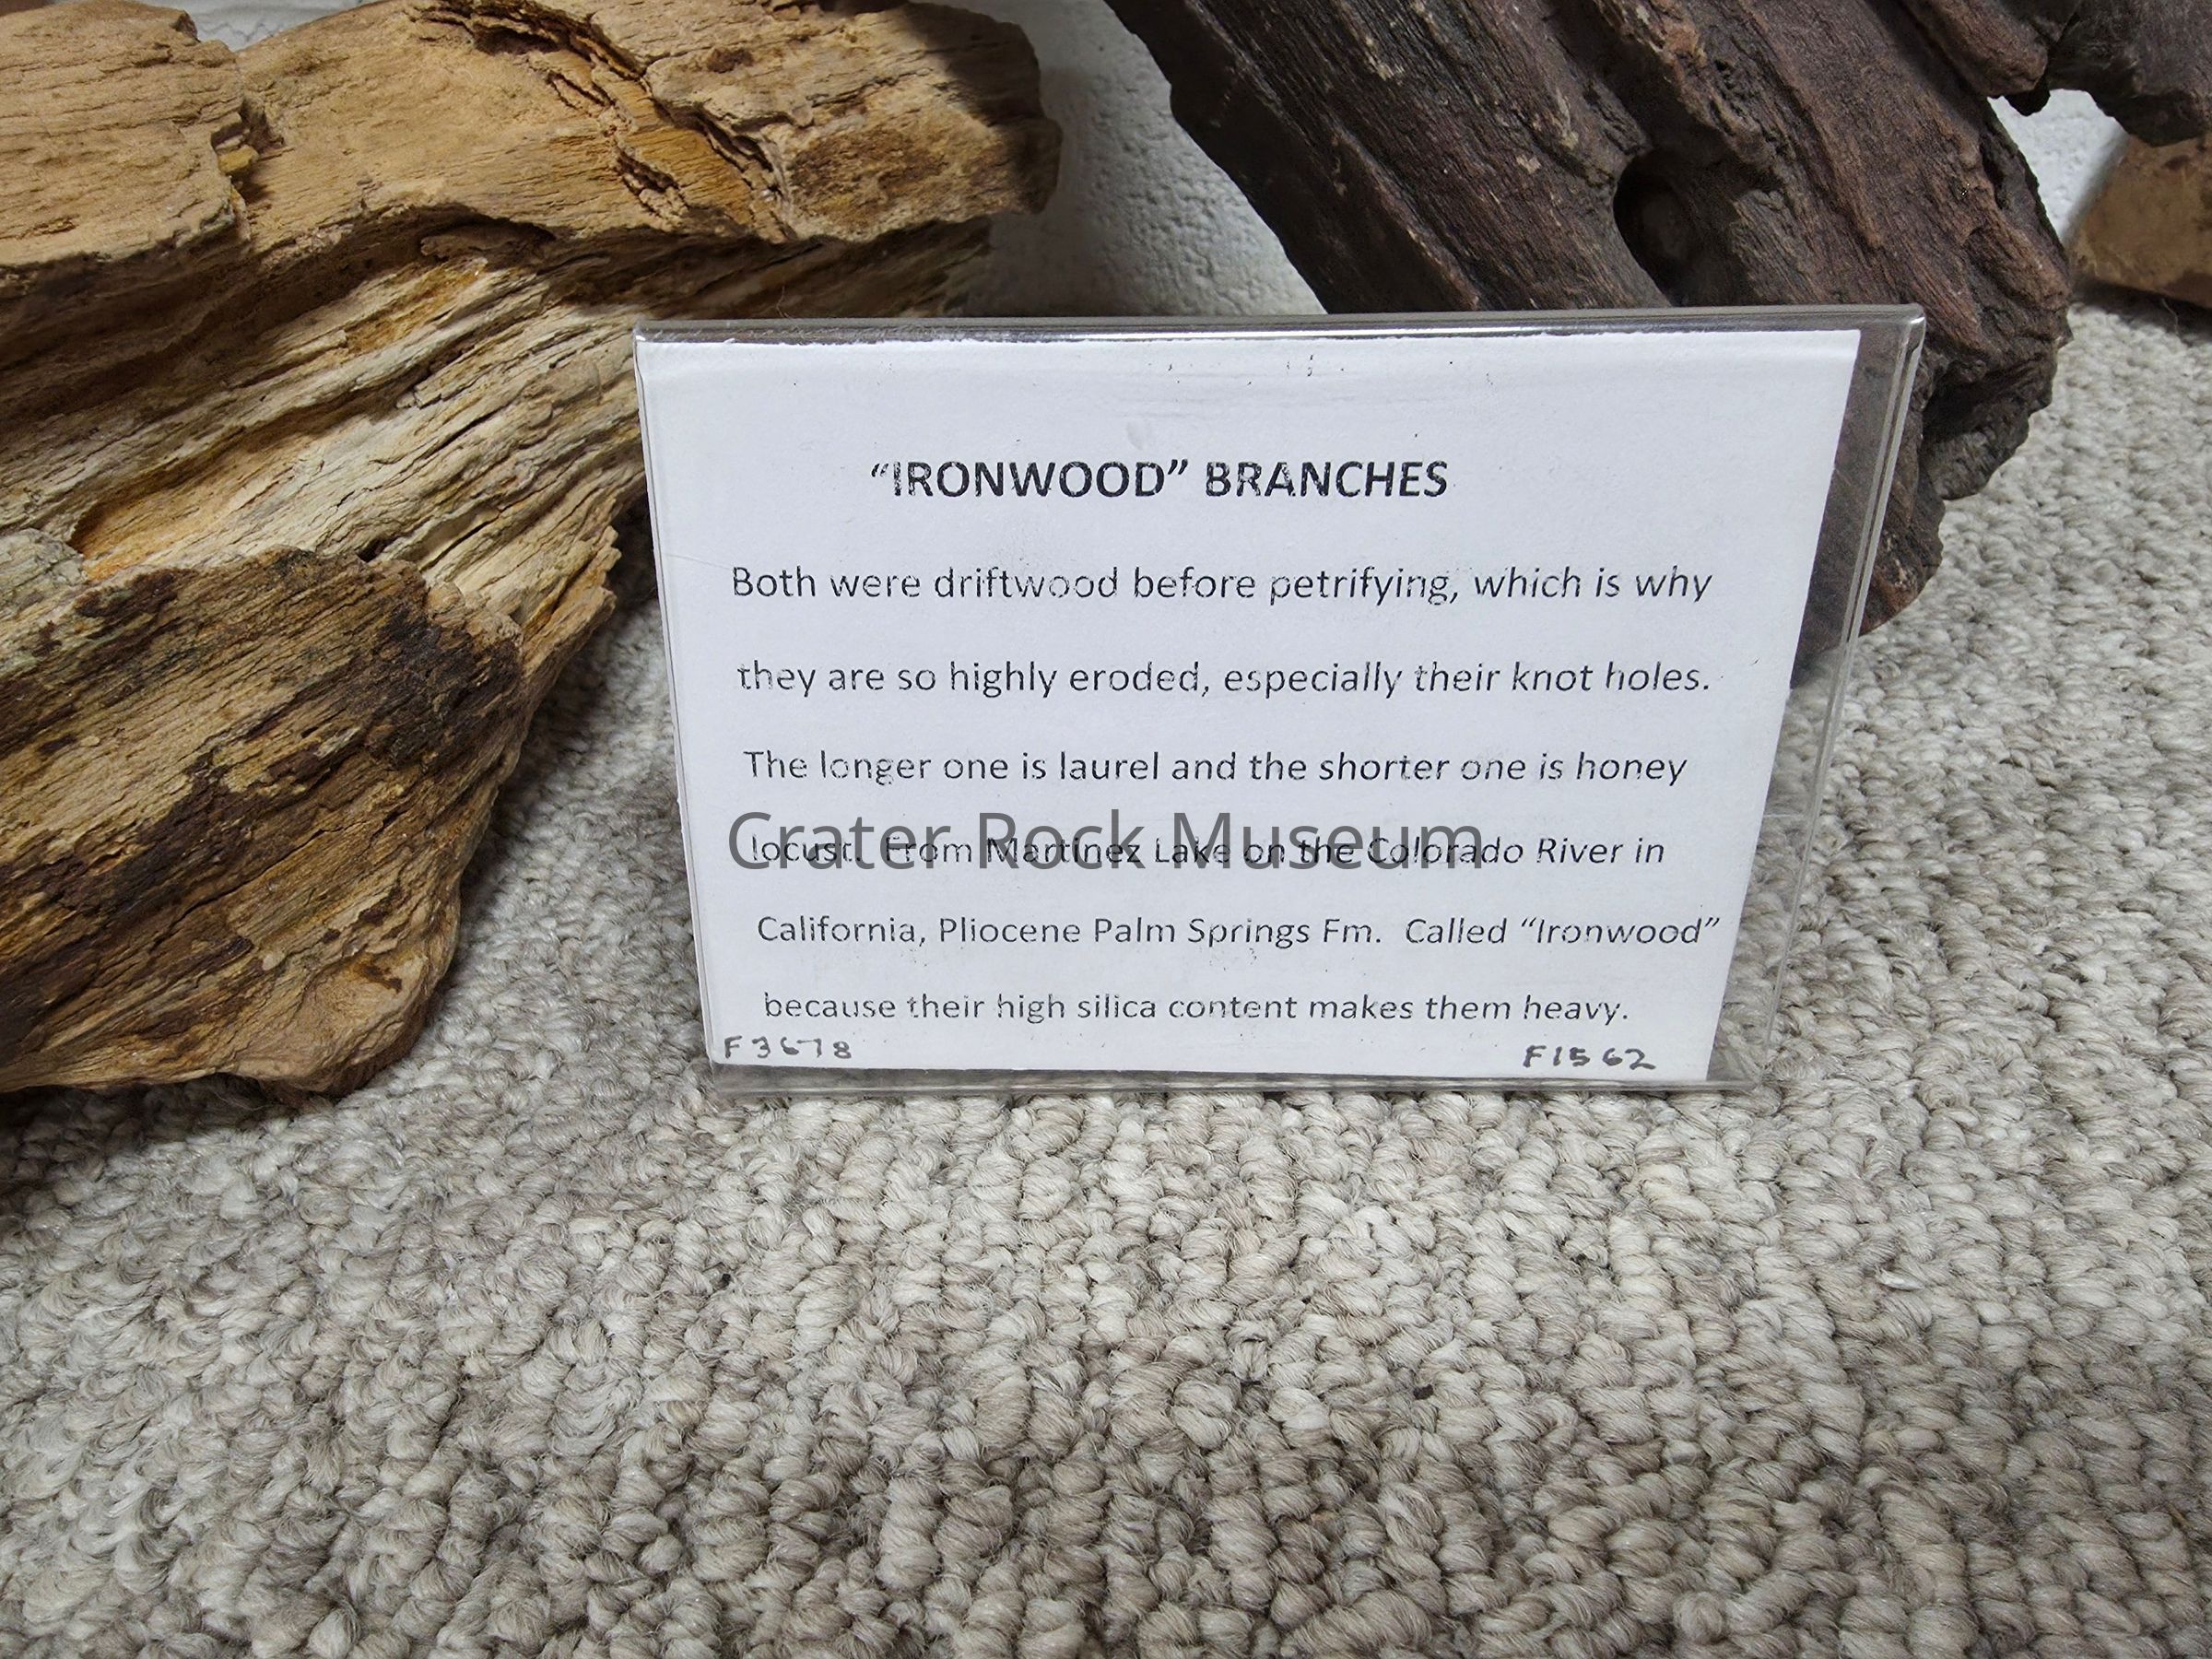 “IRONWOOD” BRANCHES
Both were driftwood before petrifying, which is why
they are so highly eroded, especially their knot holes.
The longer one is laurel and the shorter one is honey
Crater Rock Museum
locust. From Martinez Lake on the Colorado River in
California, Pliocene Palm Springs Fm. Called “Ironwood”
because their high silica content makes them heavy.
F3678 F1562